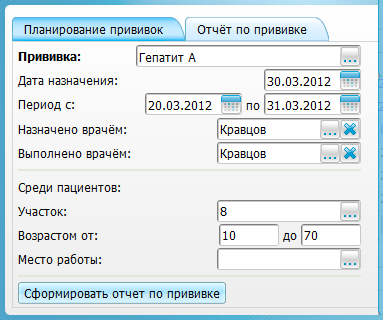 Планирование прививок Отчёт по прививке
Прививка: Гепатит А ...
Дата назначения: 30.03.2012
Период с: 20.03.2012 по 31.03.2012
Назначено врачём: Кравцов ...
Выполнено врачём: Кравцов ...
Среди пациентов:
Участок: 8 ...
Возрастом от: 10 до 70
Место работы: ...
Сформировать отчет по прививке